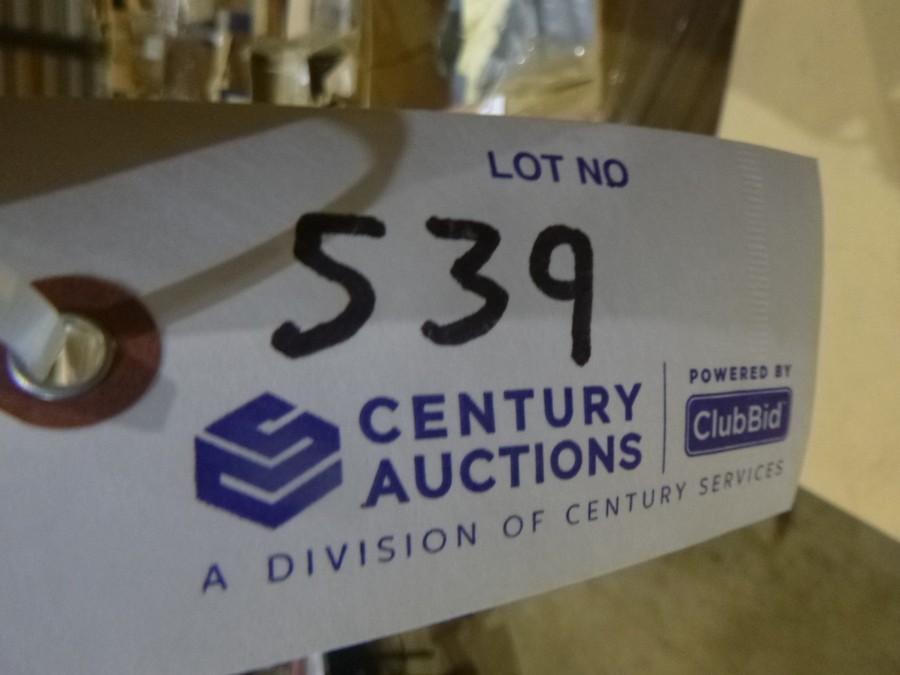 LOT NO
539
CENTURY
AUCTIONS
POWERED BY
ClubBid
A DIVISION OF CENTURY SERVICES